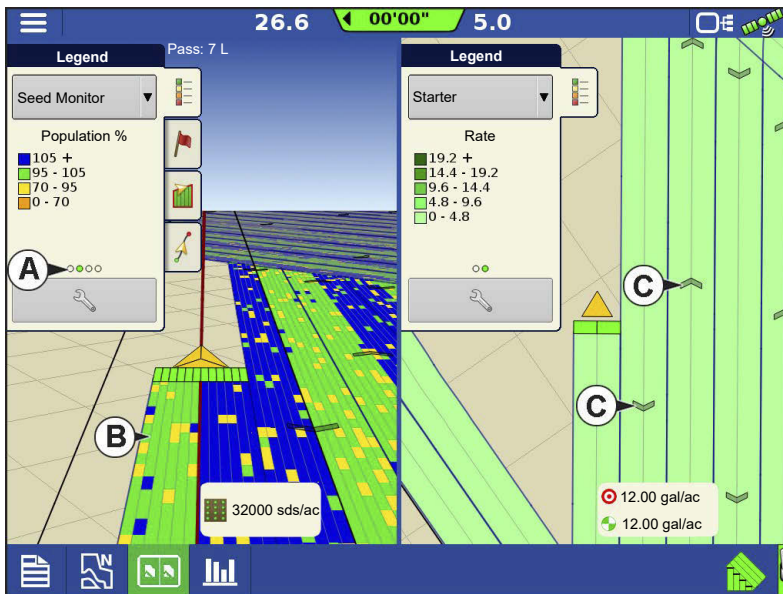 26.6
00'00"
5.0
Legend
Pass: 7 L
Seed Monitor
Population %
105 +
95 - 105
70 - 95
0 - 70
A
B
32000 sds/ac
Legend
Starter
Rate
19.2 +
14.4 - 19.2
9.6 - 14.4
4.8 - 9.6
0 - 4.8
C
C
12.00 gal/ac
12.00 gal/ac
N